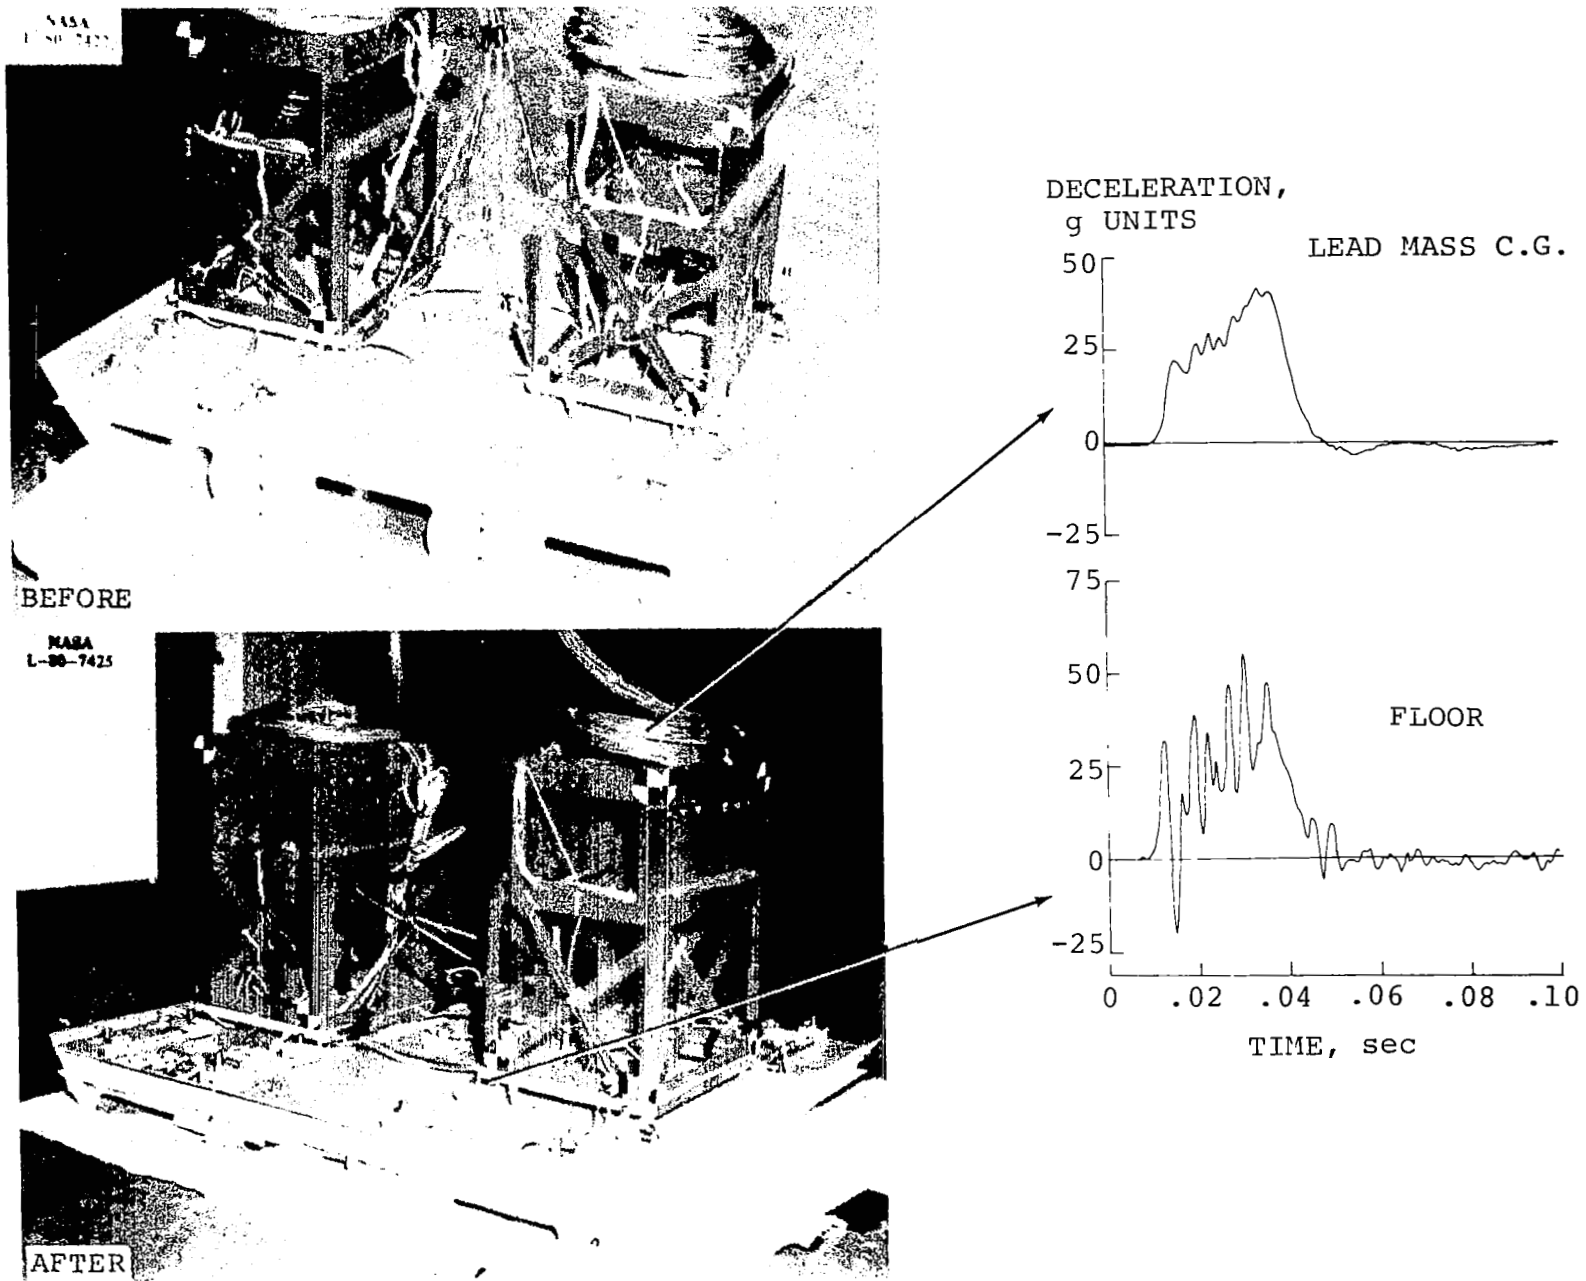 NASA
BEFORE
NASA
L-80-7425
AFTER
DECELERATION,
g UNITS
LEAD MASS C.G.
50
25
0
-25
75
50
FLOOR
25
0
-25
0 .02 .04 .06 .08 .10
TIME, sec